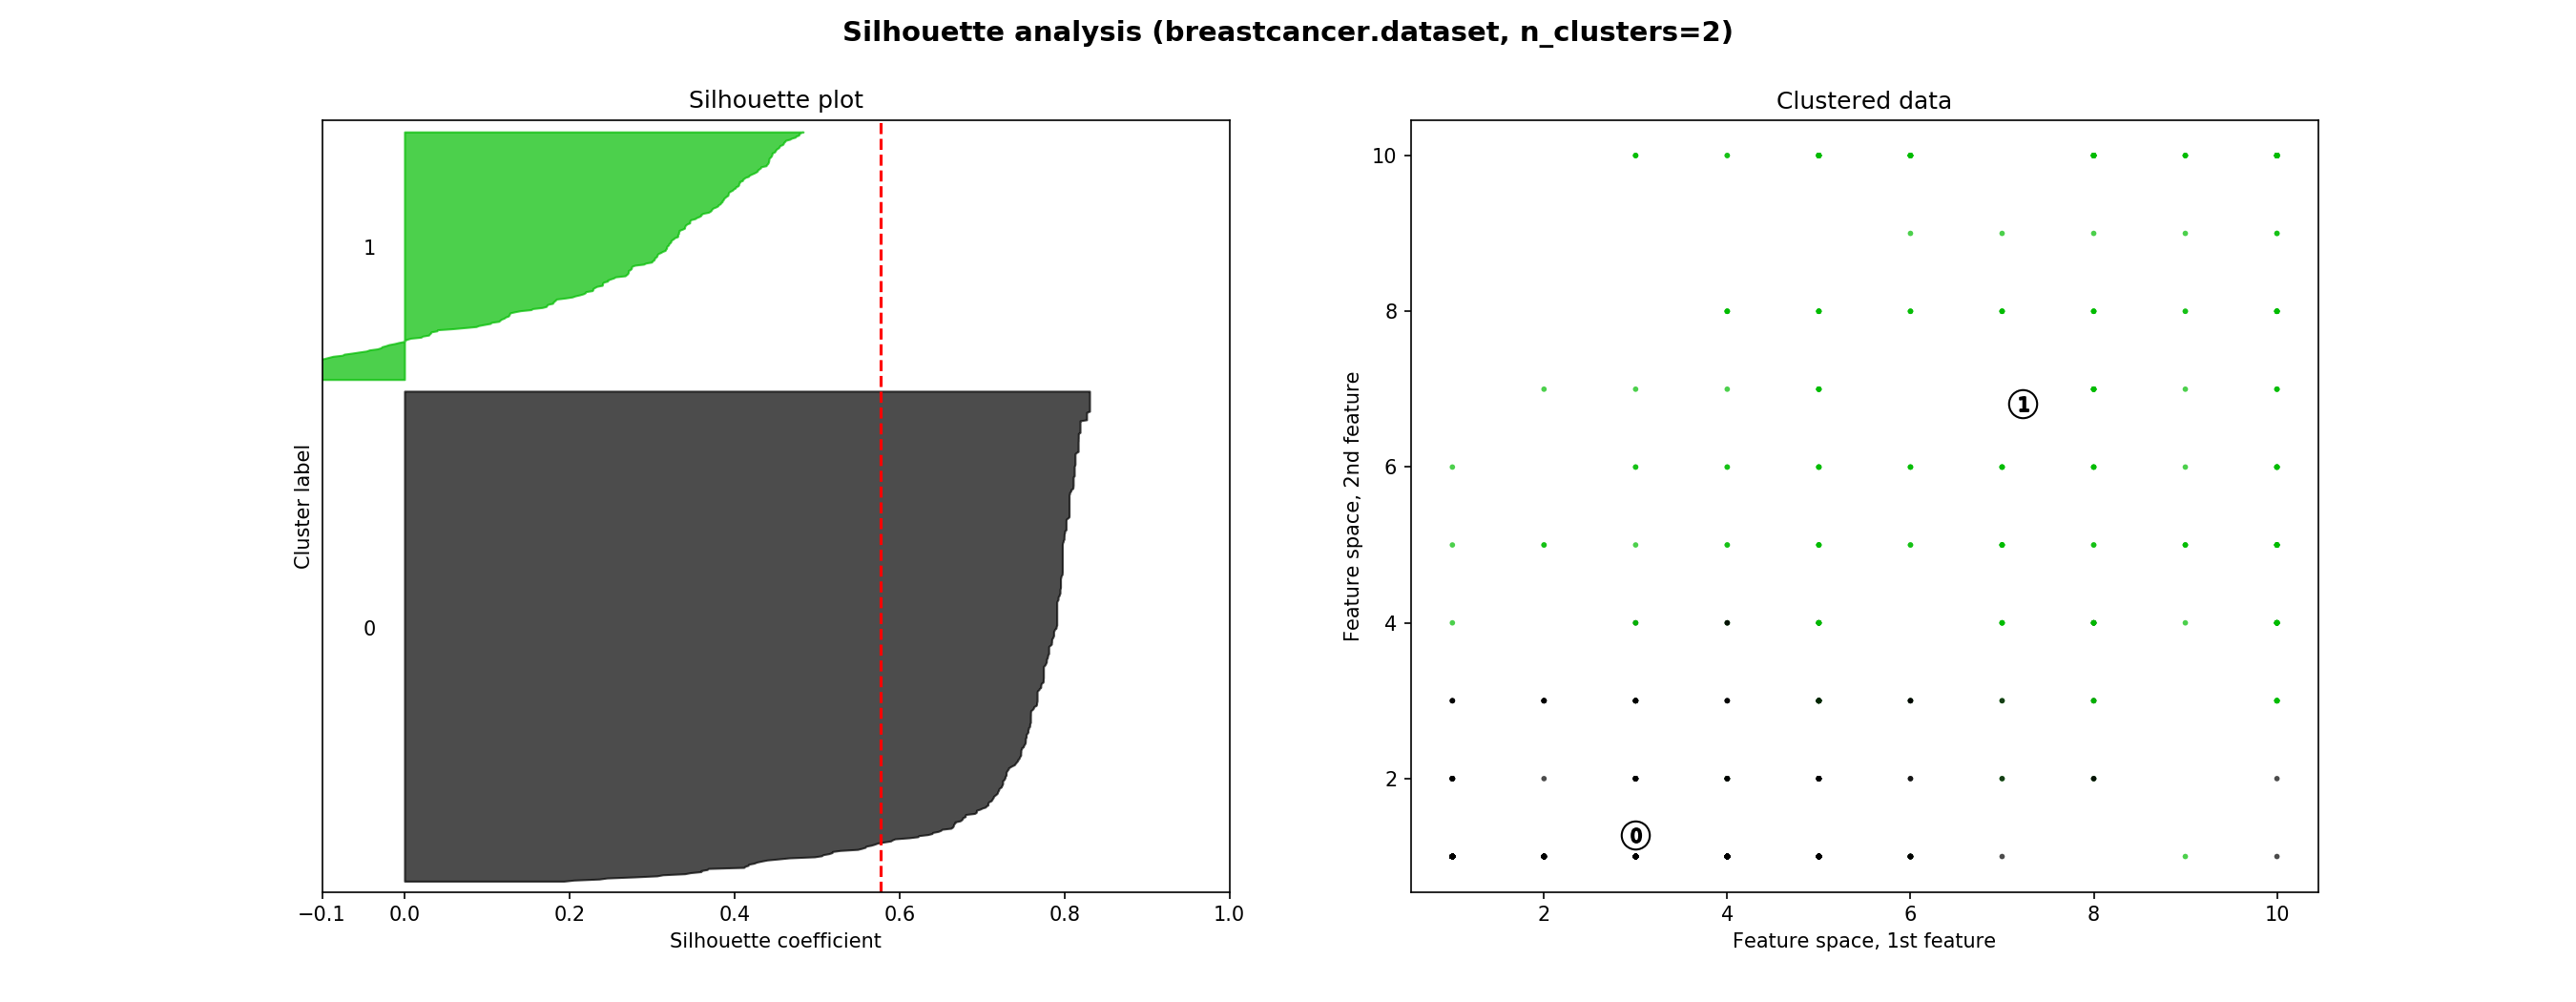 Silhouette analysis (breastcancer.dataset, n_clusters=2)
Silhouette plot
Cluster label
1
0
−0.1 0.0 0.2 0.4 0.6 0.8 1.0
Silhouette coefficient
Clustered data
Feature space, 2nd feature
10
8
6
4
2
1
0
2 4 6 8 10
Feature space, 1st feature